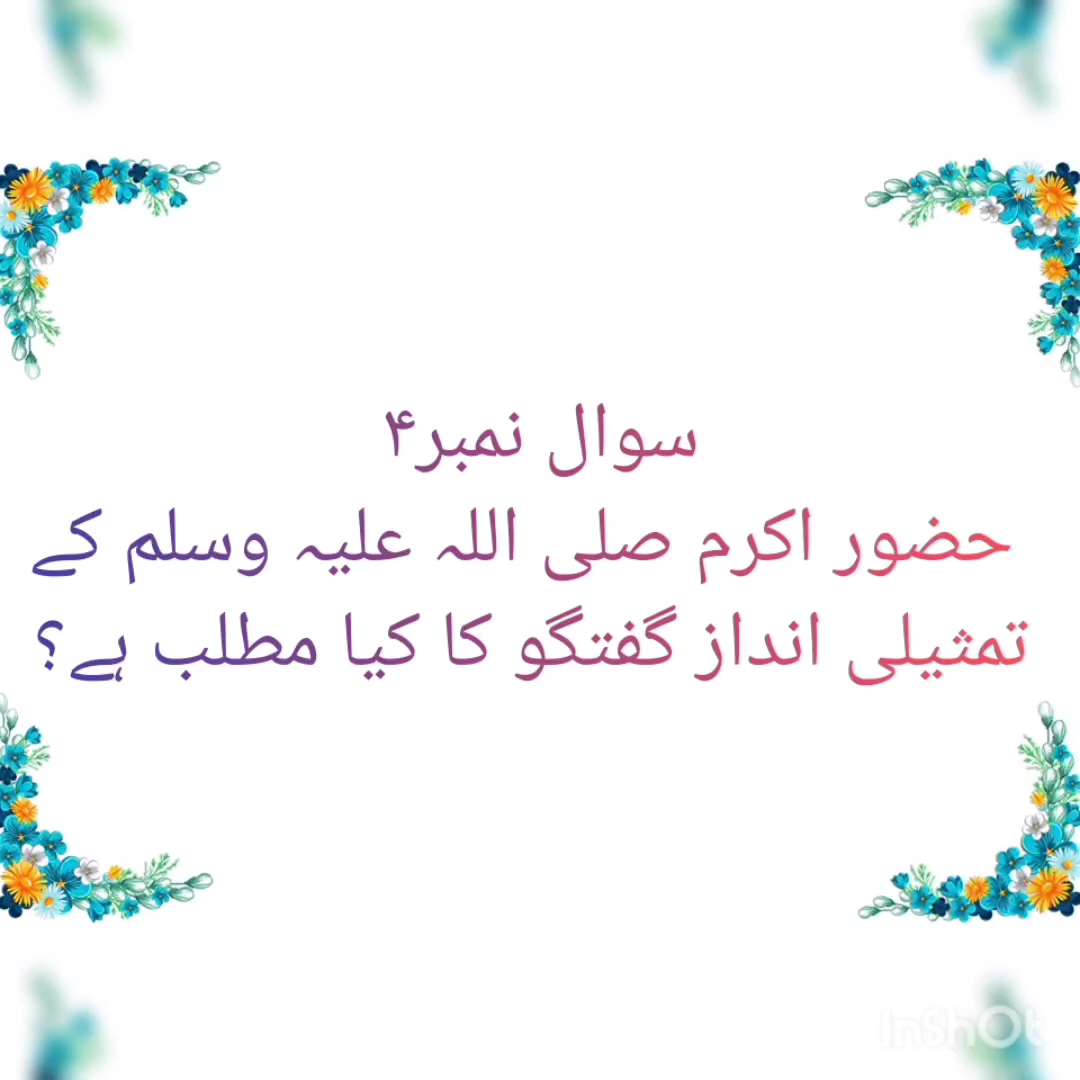 سوال نمبر۴
حضور اکرم صلی اللہ علیہ وسلم کے
تمثیلی انداز گفتگو کا کیا مطلب ہے؟
InShOt